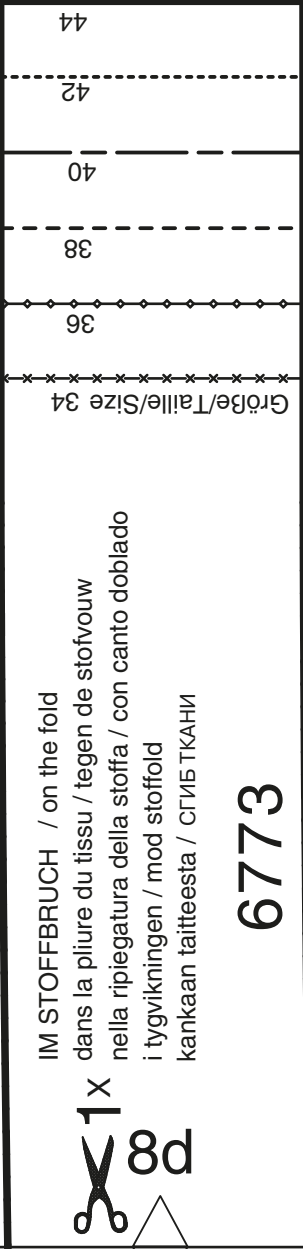 44
42
40
38
36
Größe/Taille/Size 34
IM STOFFBRUCH / on the fold
dans la pliure du tissu / tegen de stofvouw
nella ripiegatura della stoffa / con canto doblado
i tygvikningen / mod stoffold
kankaan taitteesta / СГИБ ТКАНИ
1x
8d
6773